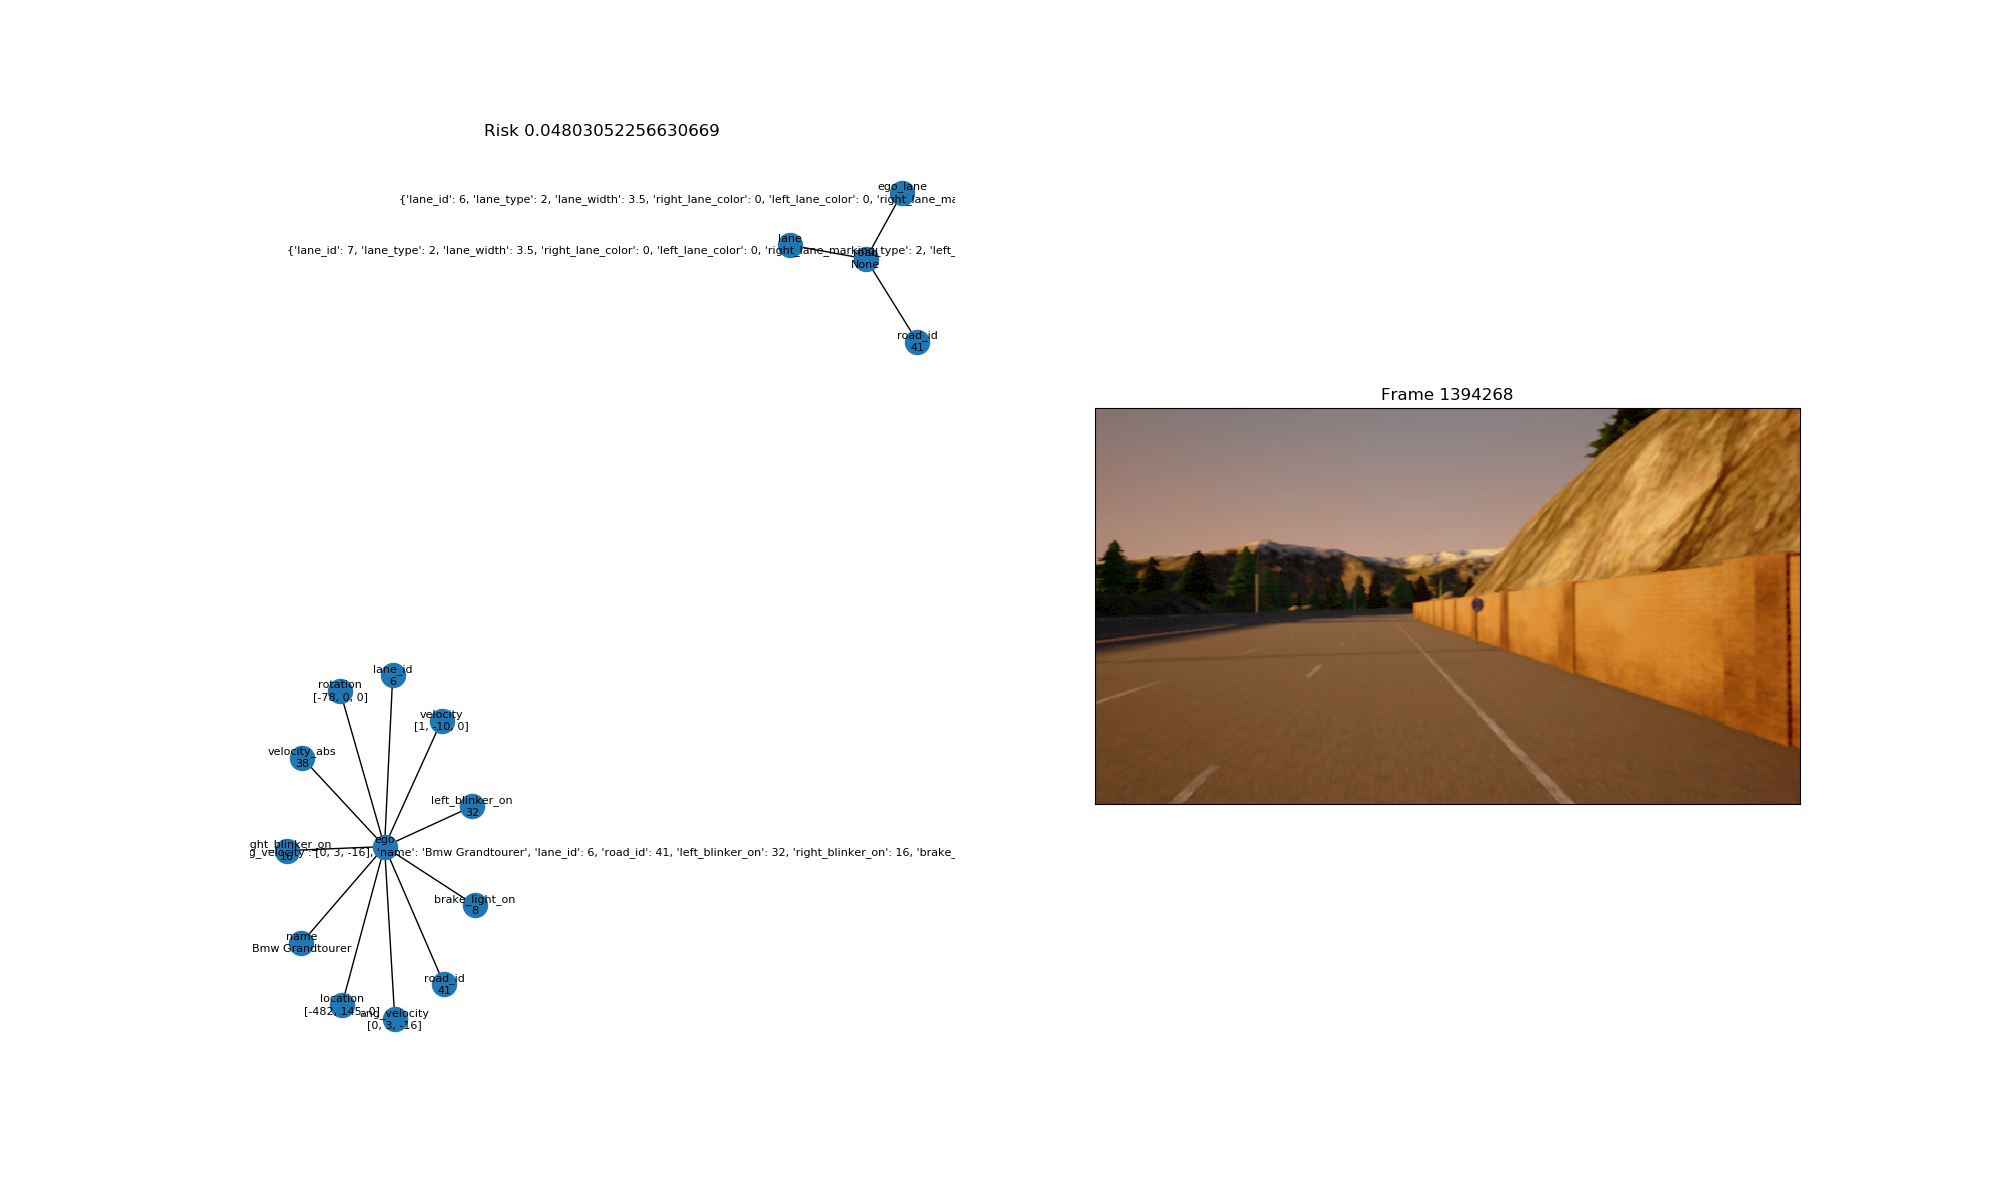 Risk 0.04803052256630669
ego_lane
{'lane_id': 6, 'lane_type': 2, 'lane_width': 3.5, 'right_lane_color': 0, 'left_lane_color': 0, 'right_lane_ma
lane
{'lane_id': 7, 'lane_type': 2, 'lane_width': 3.5, 'right_lane_color': 0, 'left_lane_color': 0, 'right_lane_marking_type': 2, 'left_
road
None
road_id
41
Frame 1394268
lane_id
6
rotation
[-78, 0, 0]
velocity
[1, -10, 0]
velocity_abs
38
left_blinker_on
32
ego
ght_blinker_on
16
g_velocity': [0, 3, -16], 'name': 'Bmw Grandtourer', 'lane_id': 6, 'road_id': 41, 'left_blinker_on': 32, 'right_blinker_on': 16, 'brake_
brake_light_on
8
name
Bmw Grandtourer
road_id
41
location
[-482, 145, 0]
ang_velocity
[0, 3, -16]